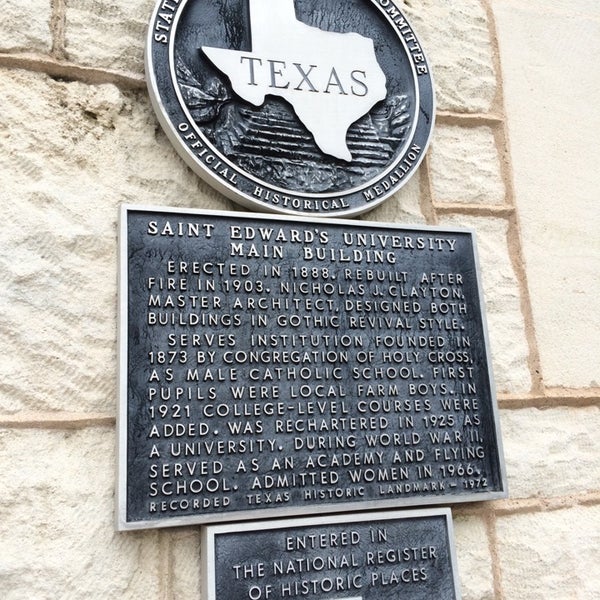 STATE COMMITTEE
TEXAS
OFFICIAL HISTORICAL MEDALLION
SAINT EDWARD'S UNIVERSITY
MAIN BUILDING
ERECTED IN 1888. REBUILT AFTER
FIRE IN 1903. NICHOLAS J. CLAYTON,
MASTER ARCHITECT, DESIGNED BOTH
BUILDINGS IN GOTHIC REVIVAL STYLE.
SERVES INSTITUTION FOUNDED IN
1873 BY CONGREGATION OF HOLY CROSS,
AS MALE CATHOLIC SCHOOL. FIRST
PUPILS WERE LOCAL FARM BOYS. IN
1921 COLLEGE-LEVEL COURSES WERE
ADDED. WAS RECHARTERED IN 1925 AS
A UNIVERSITY. DURING WORLD WAR II,
SERVED AS AN ACADEMY AND FLYING
SCHOOL. ADMITTED WOMEN IN 1966.
RECORDED TEXAS HISTORIC LANDMARK - 1972
ENTERED IN
THE NATIONAL REGISTER
OF HISTORIC PLACES